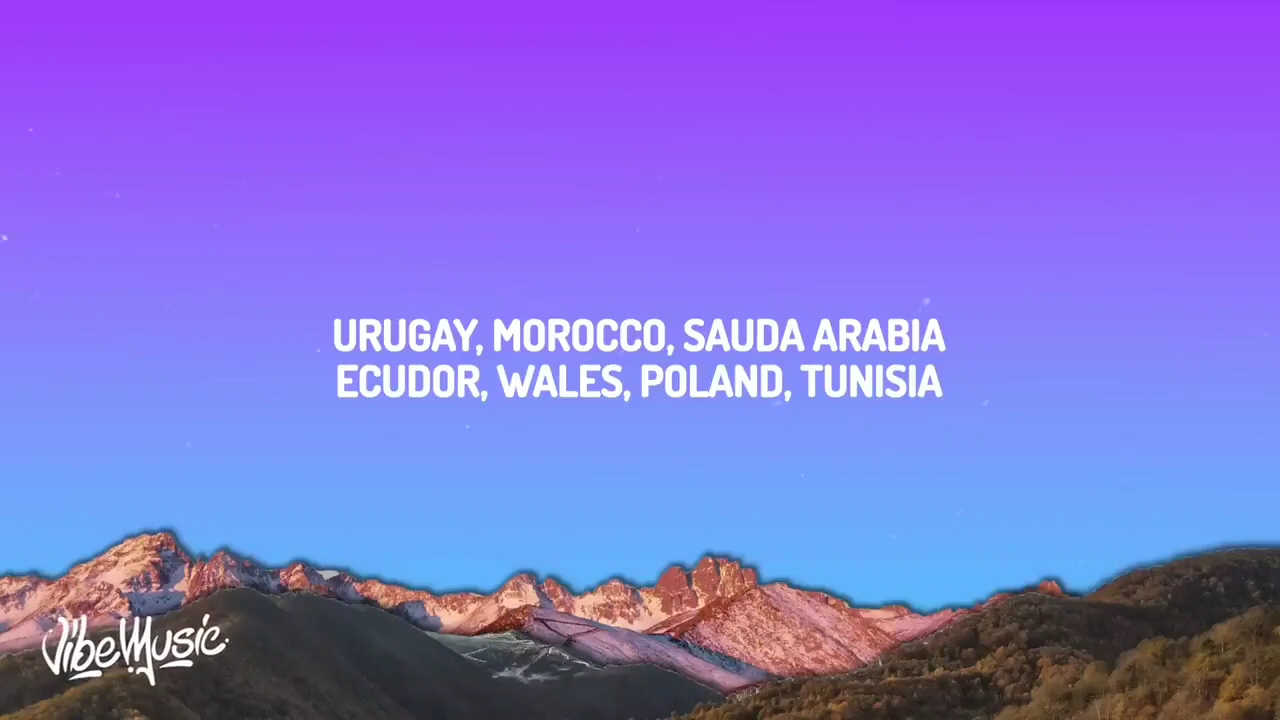 URUGAY, MOROCCO, SAUDA ARABIA
ECUDOR, WALES, POLAND, TUNISIA
VibeMusic